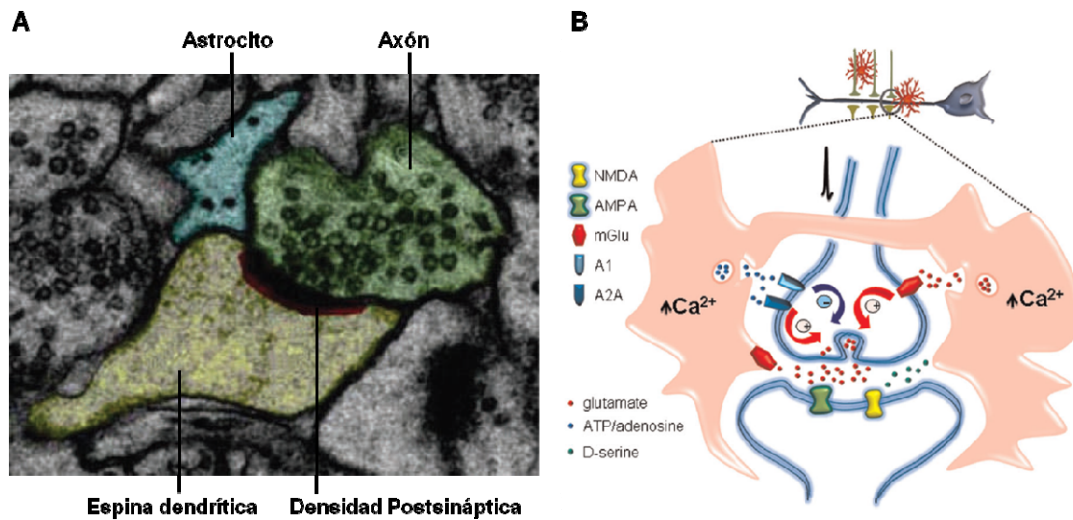 A
Astrocito
Axón
Espina dendrítica
Densidad Postsináptica
B
NMDA
AMPA
mGlu
A1
A2A
Ca2+
Ca2+
-
+
+
glutamate
ATP/adenosine
D-serine